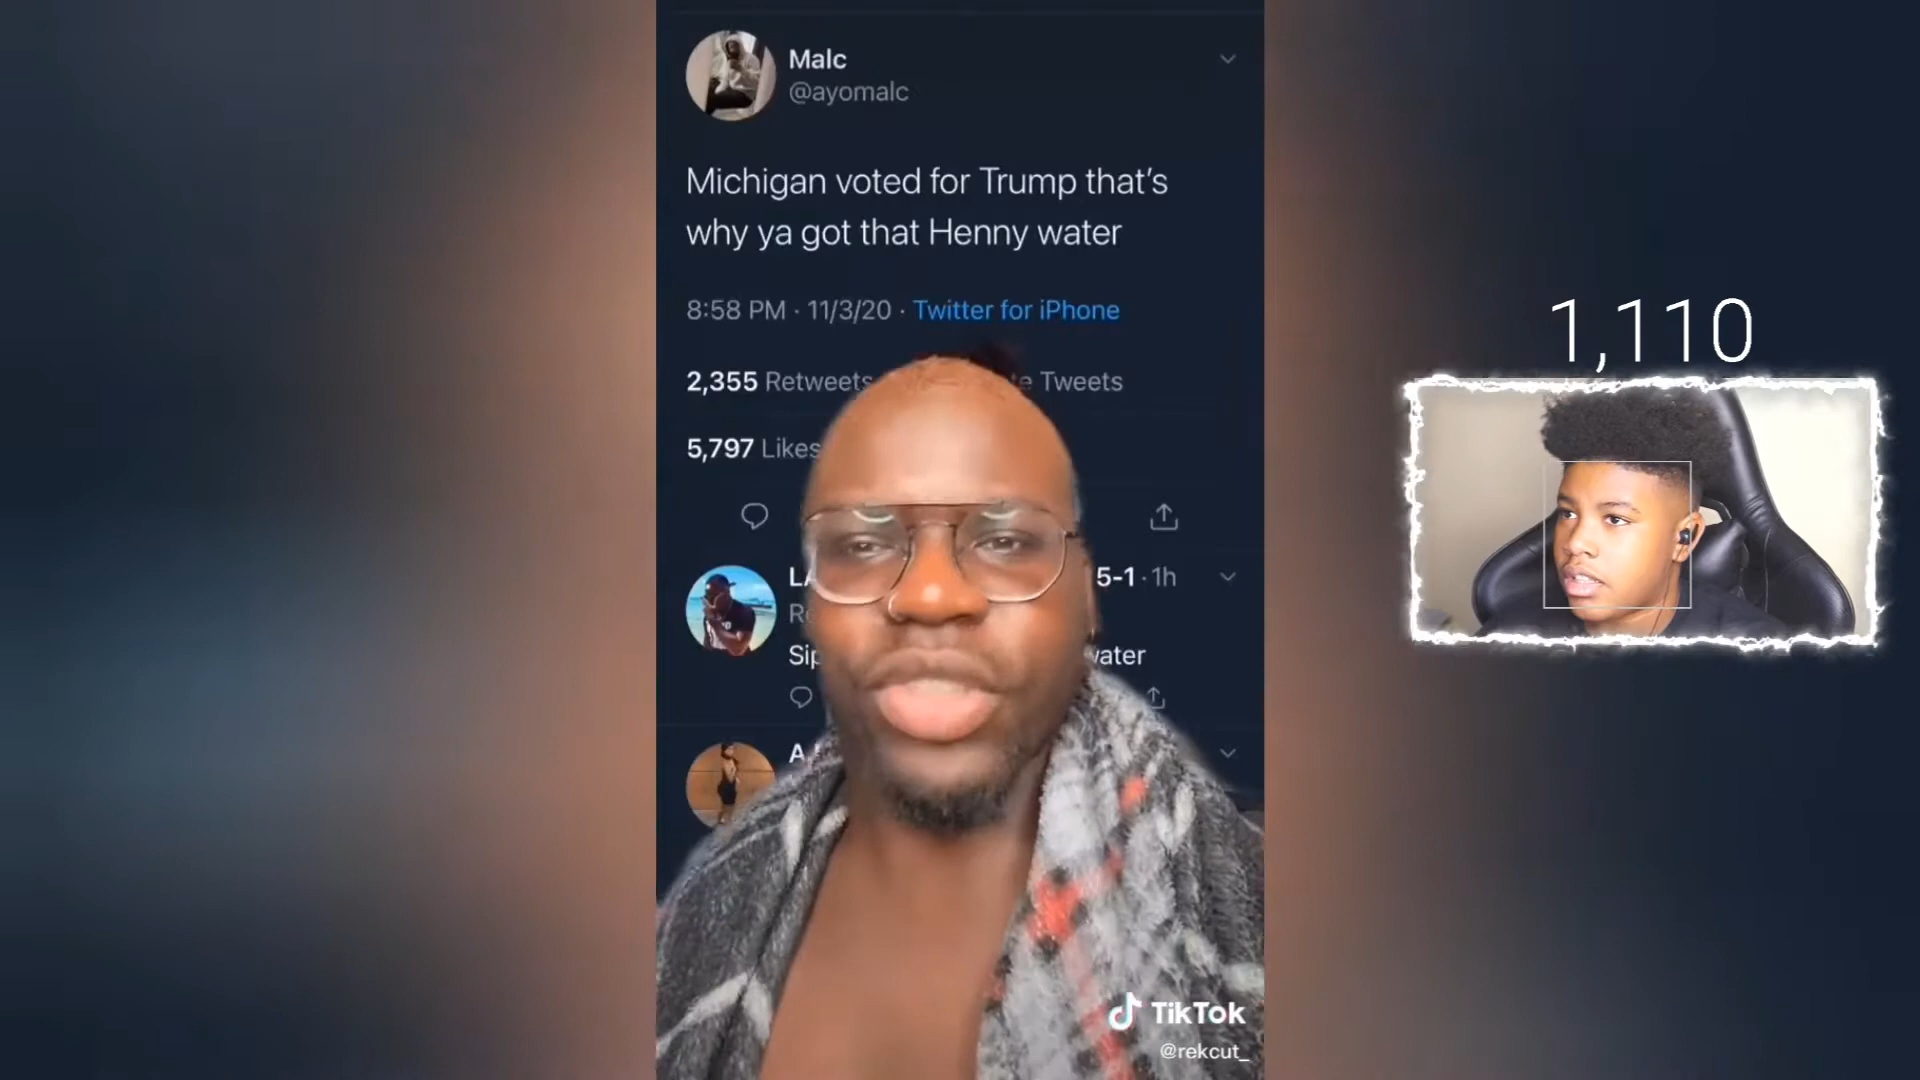 Malc
@ayomalc
Michigan voted for Trump that's
why ya got that Henny water
8:58 PM · 11/3/20 · Twitter for iPhone
2,355 Retweets Tweets
5,797 Likes
5-1 · 1h
1,110
TikTok
@rekcut_